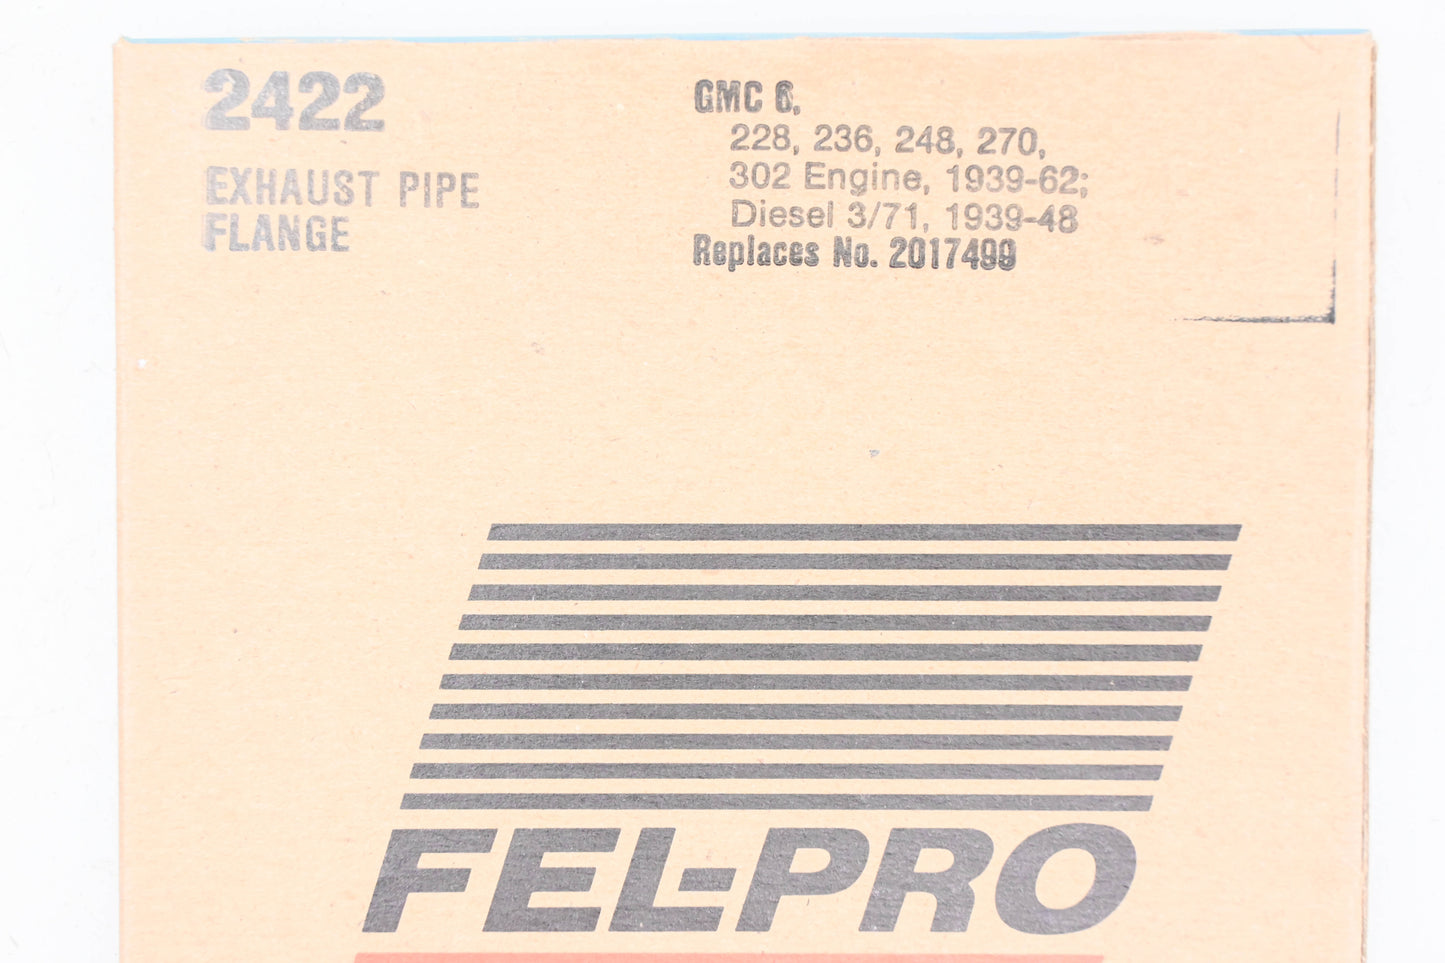 2422
EXHAUST PIPE
FLANGE
GMC 6,
228, 236, 248, 270,
302 Engine, 1939-62;
Diesel 3/71, 1939-48
Replaces No. 2017499
FEL-PRO